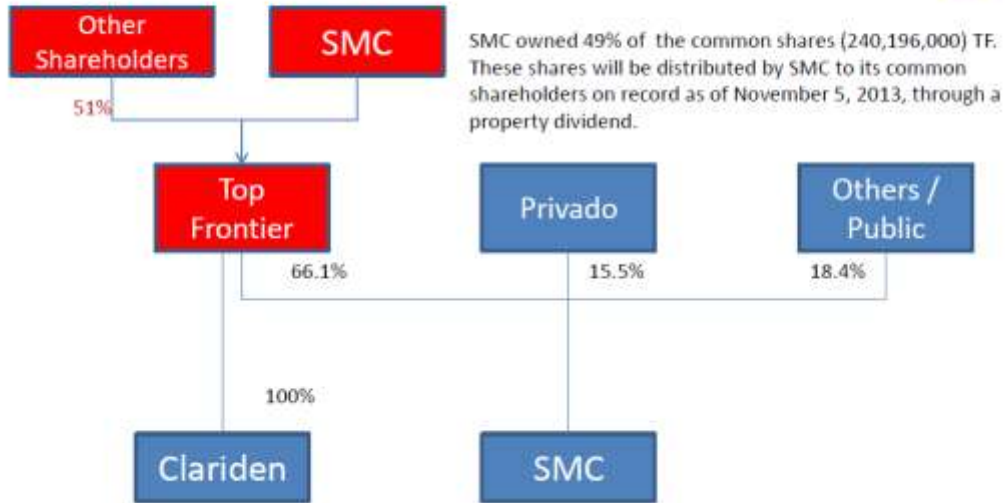 Other
Shareholders
SMC
SMC owned 49% of the common shares (240,196,000) TF.
These shares will be distributed by SMC to its common
shareholders on record as of November 5, 2013, through a
property dividend.
51%
Top
Frontier
Privado
Others /
Public
66.1%
15.5%
18.4%
100%
Clariden
SMC